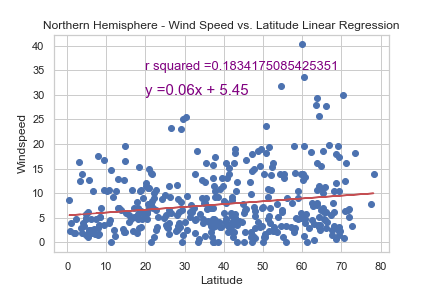 Northern Hemisphere - Wind Speed vs. Latitude Linear Regression
40
35
30
25
20
15
10
5
0
Windspeed
r squared =0.1834175085425351
y =0.06x + 5.45
0 10 20 30 40 50 60 70 80
Latitude